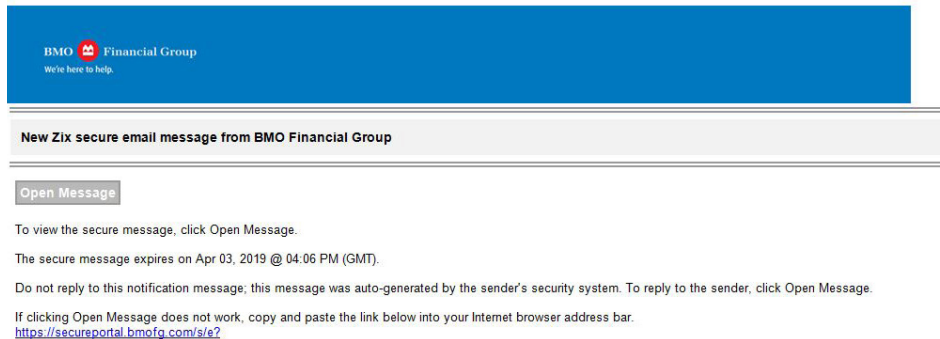 BMO Financial Group
We're here to help.
New Zix secure email message from BMO Financial Group
Open Message
To view the secure message, click Open Message.
The secure message expires on Apr 03, 2019 @ 04:06 PM (GMT).
Do not reply to this notification message; this message was auto-generated by the sender's security system. To reply to the sender, click Open Message.
If clicking Open Message does not work, copy and paste the link below into your Internet browser address bar.
https://secureportal.bmofg.com/s/e?